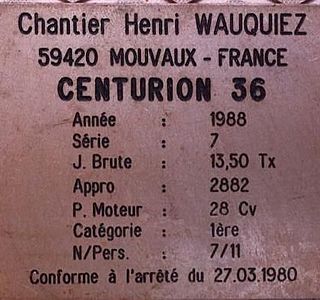 Chantier Henri WAUQUIEZ
59420 MOUVAUX - FRANCE
CENTURION 36
Année : 1988
Série : 7
J. Brute : 13,50 Tx
Appro : 2882
P. Moteur : 28 Cv
Catégorie : 1ère
N/Pers. : 7/11
Conforme à l'arrêté du 27.03.1980